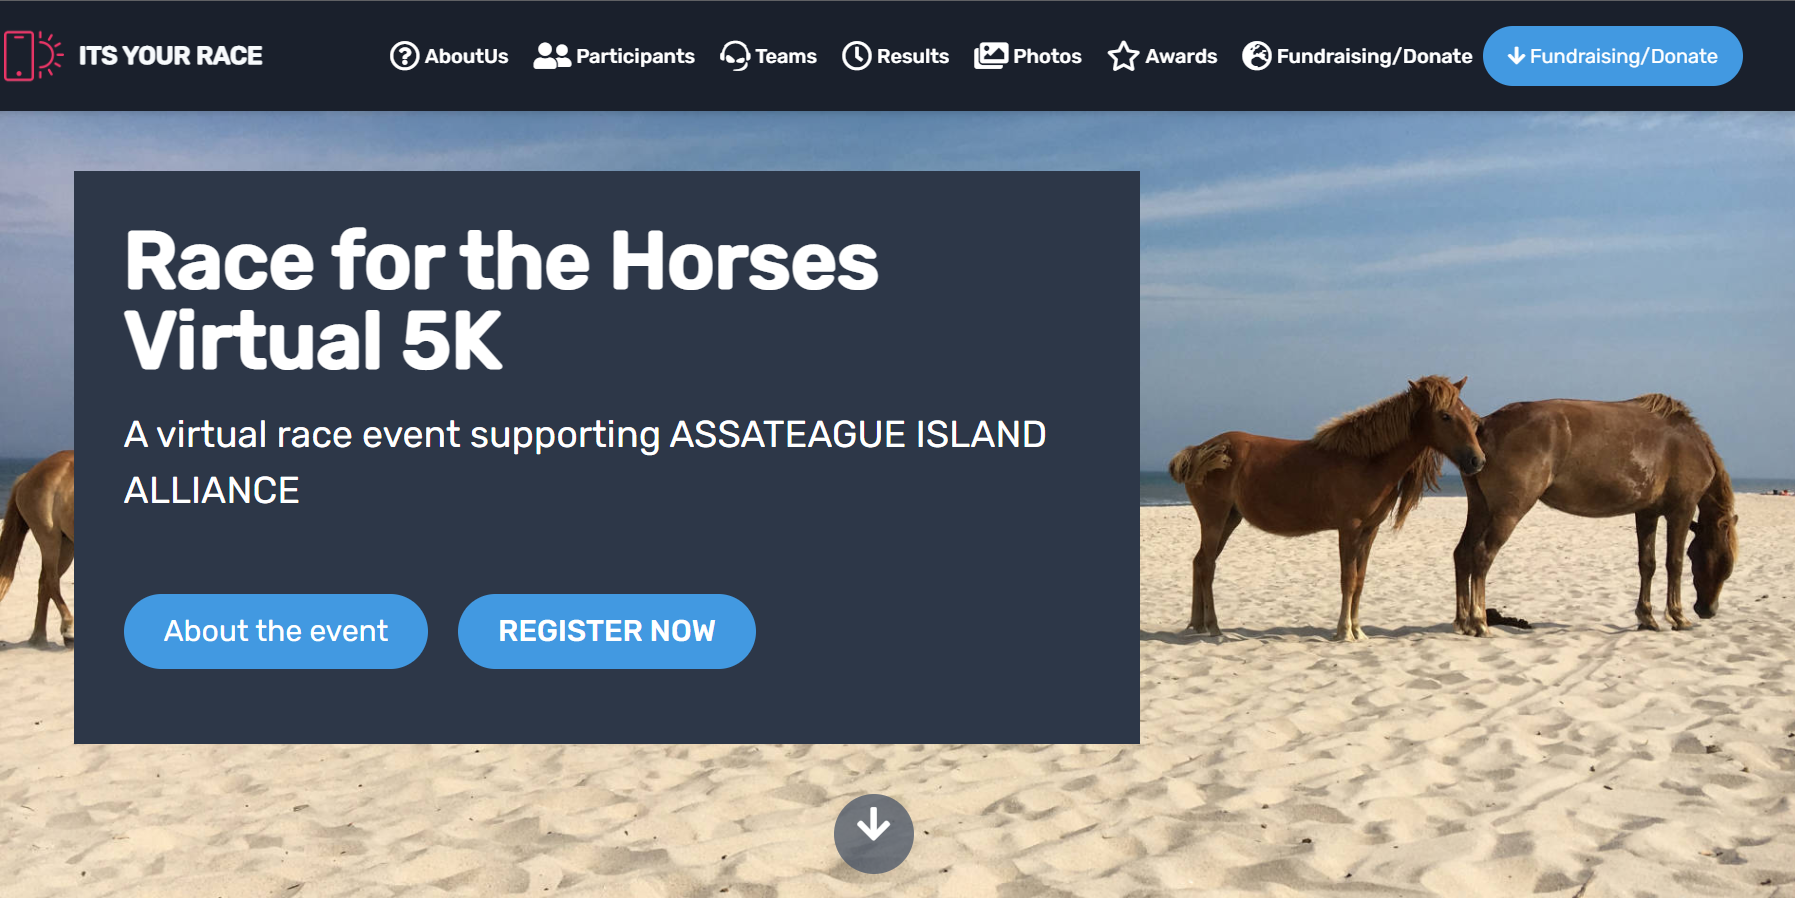 ITS YOUR RACE
AboutUs
Participants
Teams
Results
Photos
Awards
Fundraising/Donate
Fundraising/Donate
Race for the Horses
Virtual 5K
A virtual race event supporting ASSATEAGUE ISLAND
ALLIANCE
About the event
REGISTER NOW